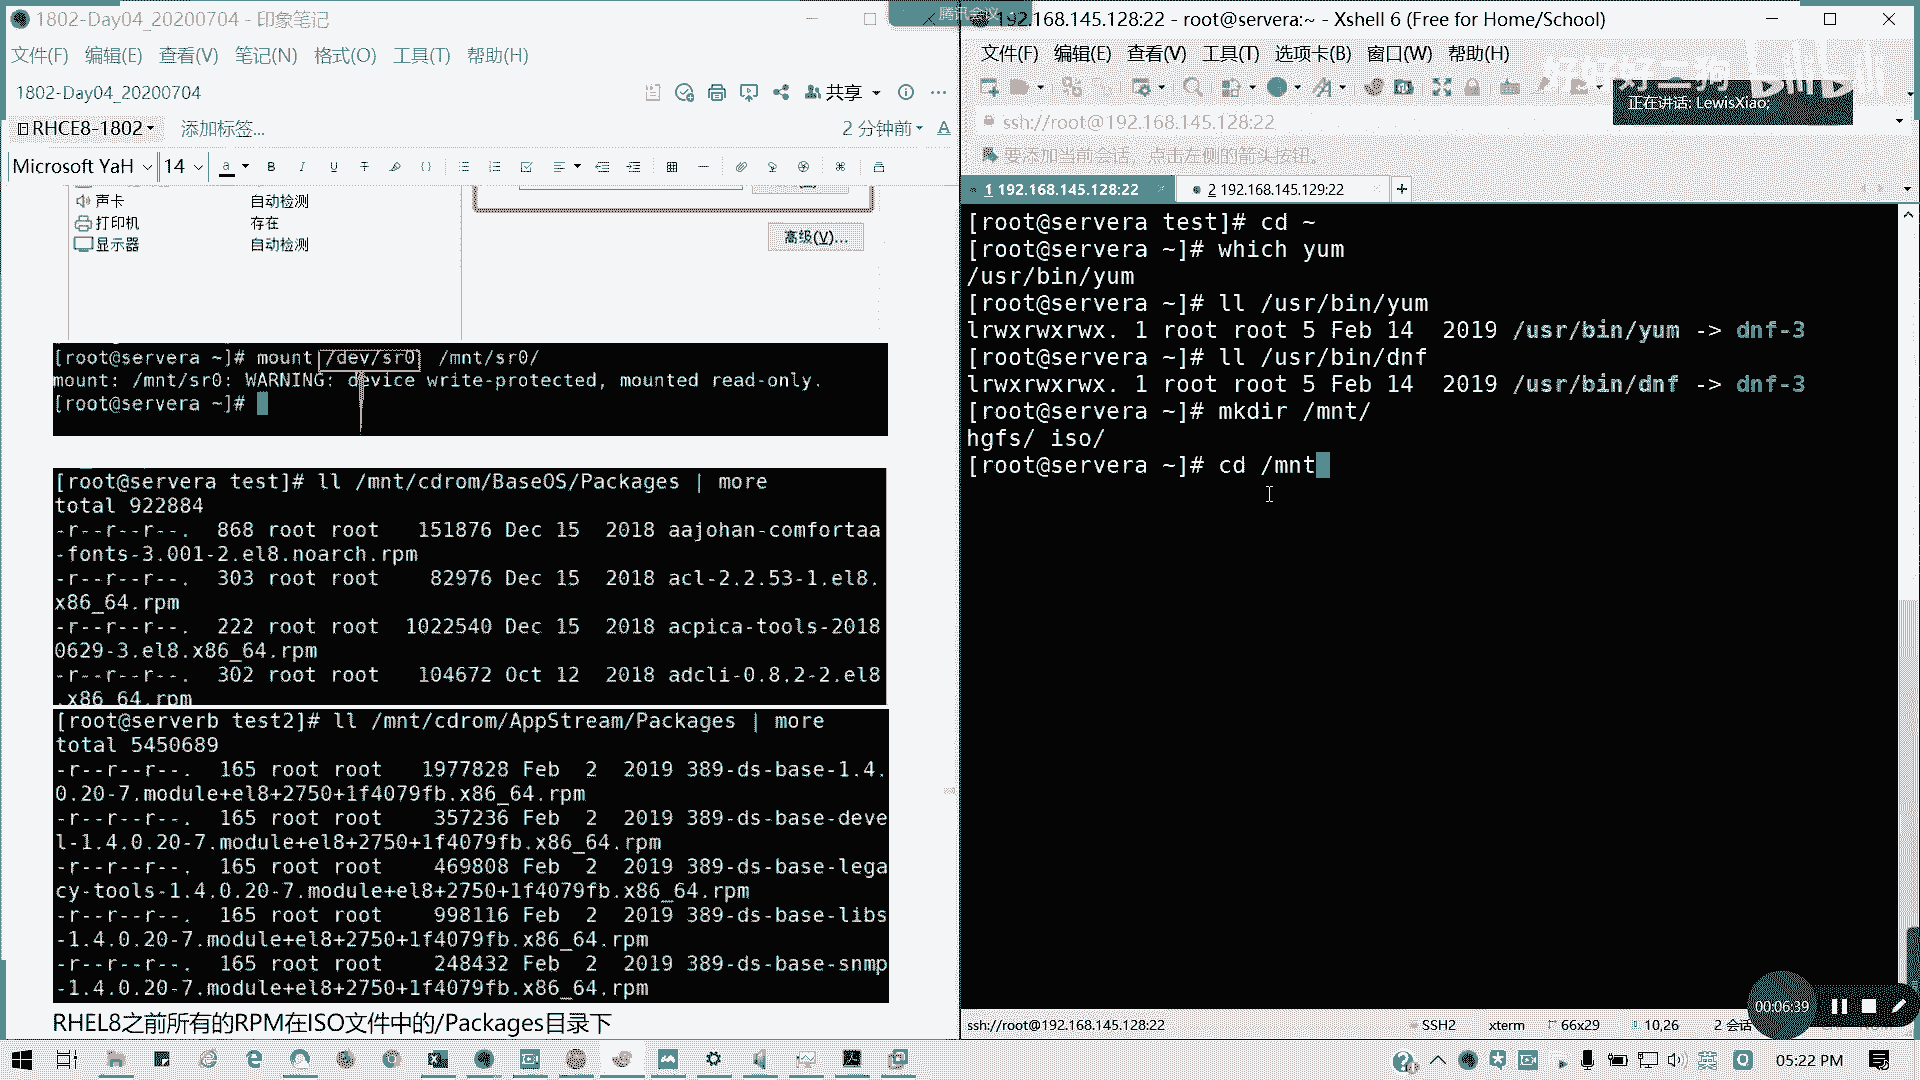 1802-Day04_20200704 - 印象笔记
文件(F) 编辑(E) 查看(V) 笔记(N) 格式(O) 工具(T) 帮助(H)
1802-Day04_20200704
共享
RHCE8-1802
添加标签...
2 分钟前
Microsoft YaH
14
声卡 自动检测
打印机 存在
显示器 自动检测
高级(V)...
[root@servera ~]# mount /dev/sr0 /mnt/sr0/
mount: /mnt/sr0: WARNING: device write-protected, mounted read-only.
[root@servera ~]#
[root@servera test]# ll /mnt/cdrom/BaseOS/Packages | more
total 922884
-r--r--r--. 868 root root 151876 Dec 15 2018 aajohan-comfortaa
-fonts-3.001-2.el8.noarch.rpm
-r--r--r--. 303 root root 82976 Dec 15 2018 acl-2.2.53-1.el8.
x86_64.rpm
-r--r--r--. 222 root root 1022540 Dec 15 2018 acpica-tools-2018
0629-3.el8.x86_64.rpm
-r--r--r--. 302 root root 104672 Oct 12 2018 adcli-0.8.2-2.el8
.x86_64.rpm
[root@serverb test2]# ll /mnt/cdrom/AppStream/Packages | more
total 5450689
-r--r--r--. 165 root root 1977828 Feb 2 2019 389-ds-base-1.4.
0.20-7.module+el8+2750+1f4079fb.x86_64.rpm
-r--r--r--. 165 root root 357236 Feb 2 2019 389-ds-base-deve
l-1.4.0.20-7.module+el8+2750+1f4079fb.x86_64.rpm
-r--r--r--. 165 root root 469808 Feb 2 2019 389-ds-base-lega
cy-tools-1.4.0.20-7.module+el8+2750+1f4079fb.x86_64.rpm
-r--r--r--. 165 root root 998116 Feb 2 2019 389-ds-base-libs
-1.4.0.20-7.module+el8+2750+1f4079fb.x86_64.rpm
-r--r--r--. 165 root root 248432 Feb 2 2019 389-ds-base-snmp
-1.4.0.20-7.module+el8+2750+1f4079fb.x86_64.rpm
RHEL8之前所有的RPM在ISO文件中的/Packages目录下
腾讯会议
192.168.145.128:22 - root@servera:~ - Xshell 6 (Free for Home/School)
文件(F) 编辑(E) 查看(V) 工具(T) 选项卡(B) 窗口(W) 帮助(H)
bilibili
正在讲话: LewisXiao;
ssh://root@192.168.145.128:22
要添加当前会话，点击左侧的箭头按钮。
1 192.168.145.128:22
2 192.168.145.129:22
[root@servera test]# cd ~
[root@servera ~]# which yum
/usr/bin/yum
[root@servera ~]# ll /usr/bin/yum
lrwxrwxrwx. 1 root root 5 Feb 14 2019 /usr/bin/yum -> dnf-3
[root@servera ~]# ll /usr/bin/dnf
lrwxrwxrwx. 1 root root 5 Feb 14 2019 /usr/bin/dnf -> dnf-3
[root@servera ~]# mkdir /mnt/
hgfs/ iso/
[root@servera ~]# cd /mnt
00:06:39
ssh://root@192.168.145.128:22 SSH2 xterm 66x29 10,26 2 会话
英
05:22 PM